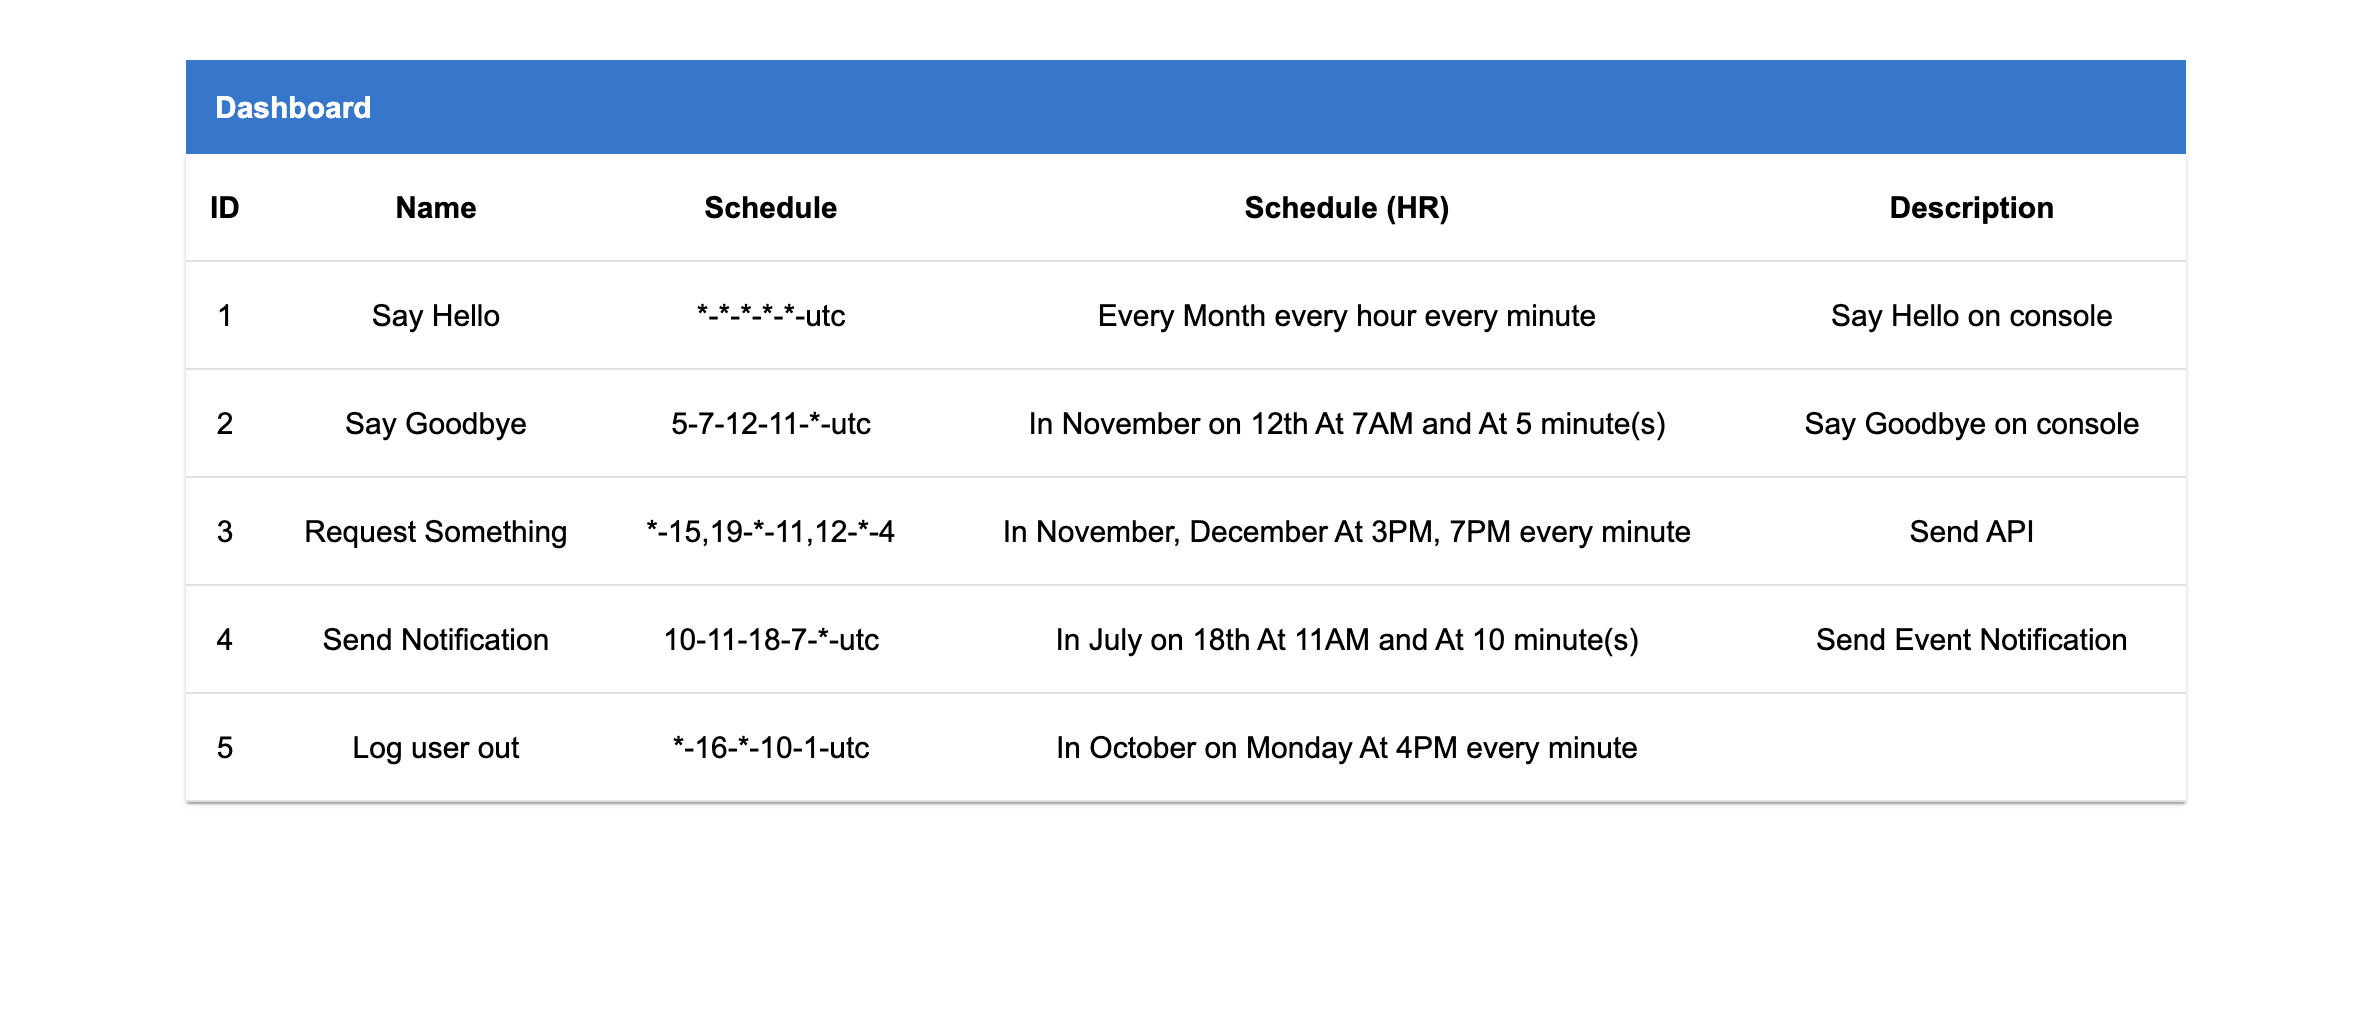 Dashboard
ID Name Schedule Schedule (HR) Description
1 Say Hello *-*-*-*-*-utc Every Month every hour every minute Say Hello on console
2 Say Goodbye 5-7-12-11-*-utc In November on 12th At 7AM and At 5 minute(s) Say Goodbye on console
3 Request Something *-15,19-*-11,12-*-4 In November, December At 3PM, 7PM every minute Send API
4 Send Notification 10-11-18-7-*-utc In July on 18th At 11AM and At 10 minute(s) Send Event Notification
5 Log user out *-16-*-10-1-utc In October on Monday At 4PM every minute